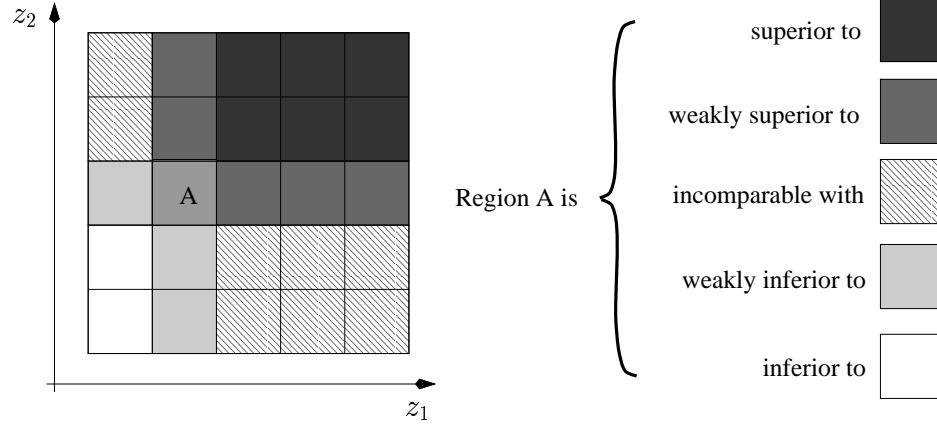 z₂
superior to
weakly superior to
A
Region A is
incomparable with
weakly inferior to
inferior to
z₁